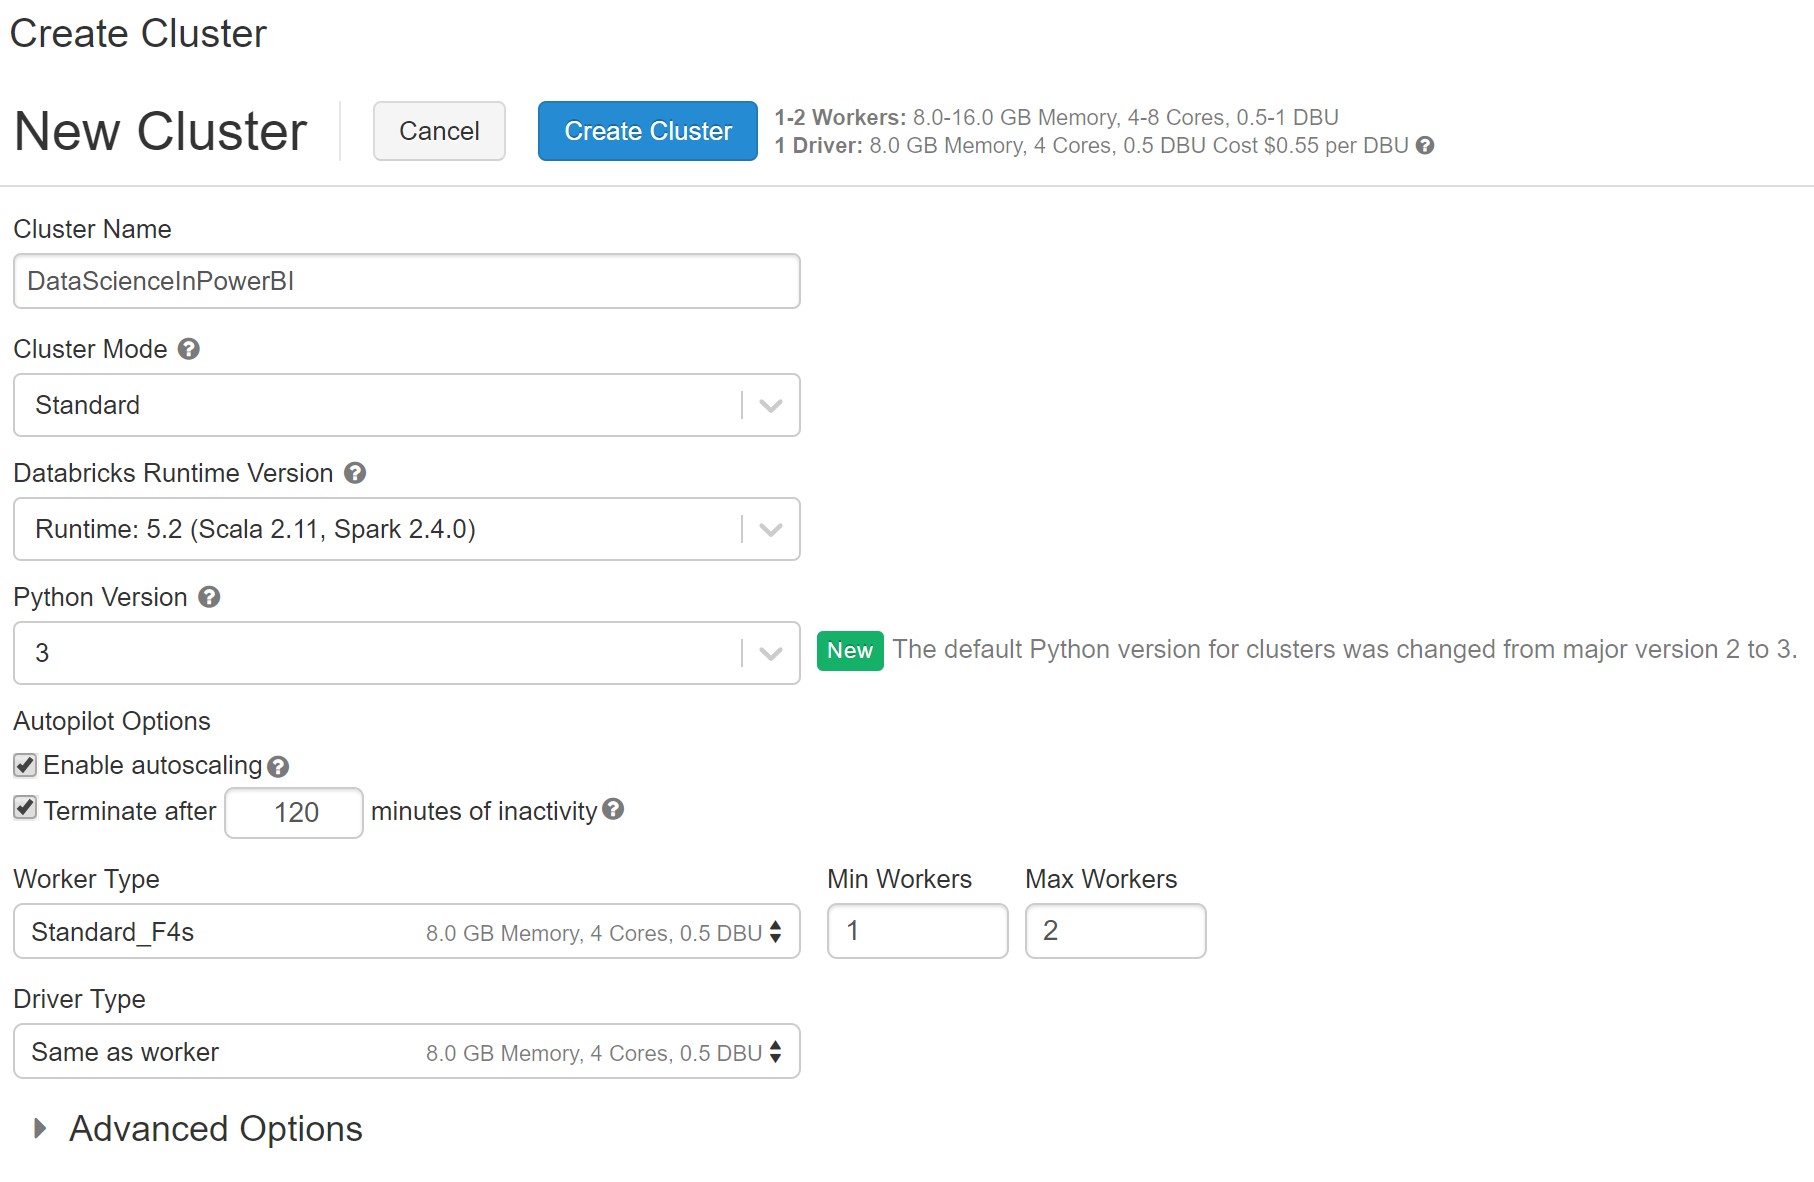 Create Cluster
New Cluster
Cancel
Create Cluster
1-2 Workers: 8.0-16.0 GB Memory, 4-8 Cores, 0.5-1 DBU
1 Driver: 8.0 GB Memory, 4 Cores, 0.5 DBU Cost $0.55 per DBU ?
Cluster Name
DataScienceInPowerBI
Cluster Mode ?
Standard
Databricks Runtime Version ?
Runtime: 5.2 (Scala 2.11, Spark 2.4.0)
Python Version ?
3
New The default Python version for clusters was changed from major version 2 to 3.
Autopilot Options
Enable autoscaling ?
Terminate after 120 minutes of inactivity ?
Worker Type Min Workers Max Workers
Standard_F4s 8.0 GB Memory, 4 Cores, 0.5 DBU 1 2
Driver Type
Same as worker 8.0 GB Memory, 4 Cores, 0.5 DBU
Advanced Options